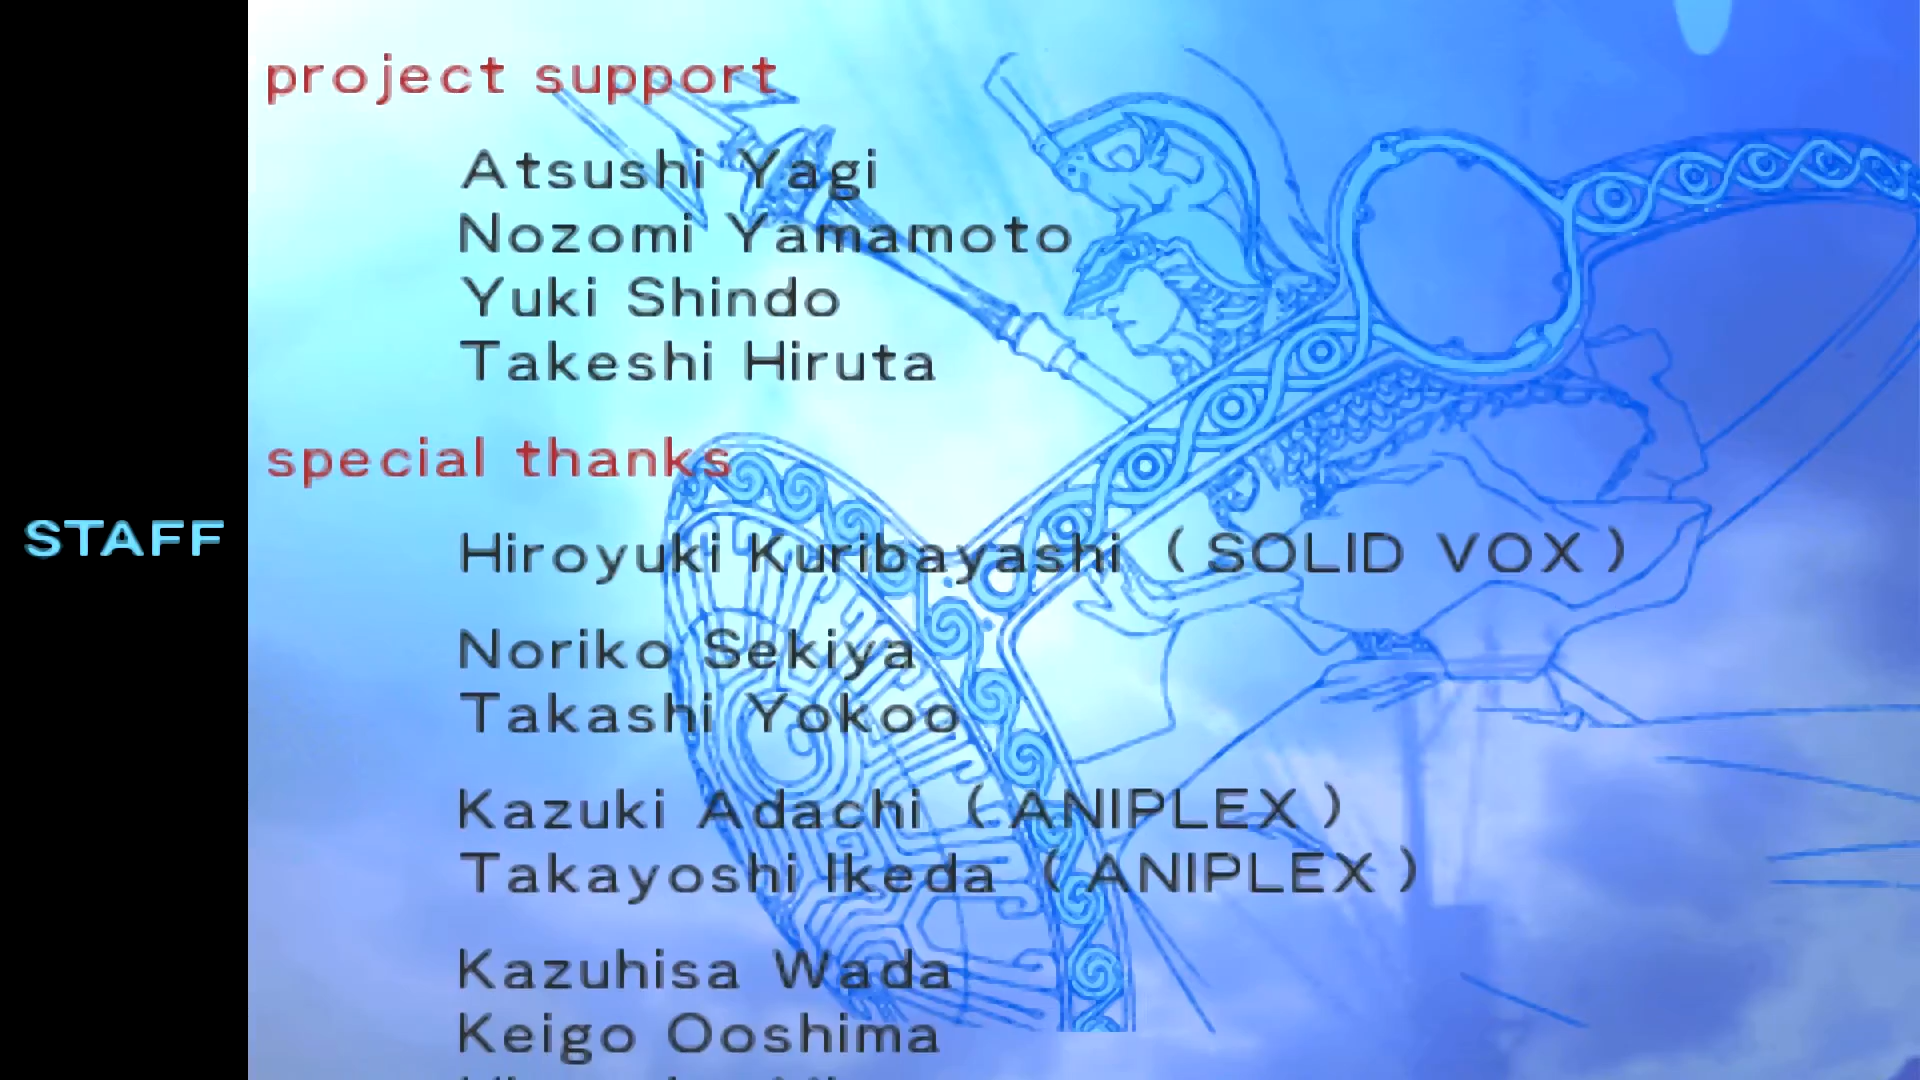 project support
Atsushi Yagi
Nozomi Yamamoto
Yuki Shindo
Takeshi Hiruta
special thanks
STAFF
Hiroyuki Kuribayashi (SOLID VOX)
Noriko Sekiya
Takashi Yokoo
Kazuki Adachi (ANIPLEX)
Takayoshi Ikeda (ANIPLEX)
Kazuhisa Wada
Keigo Ooshima